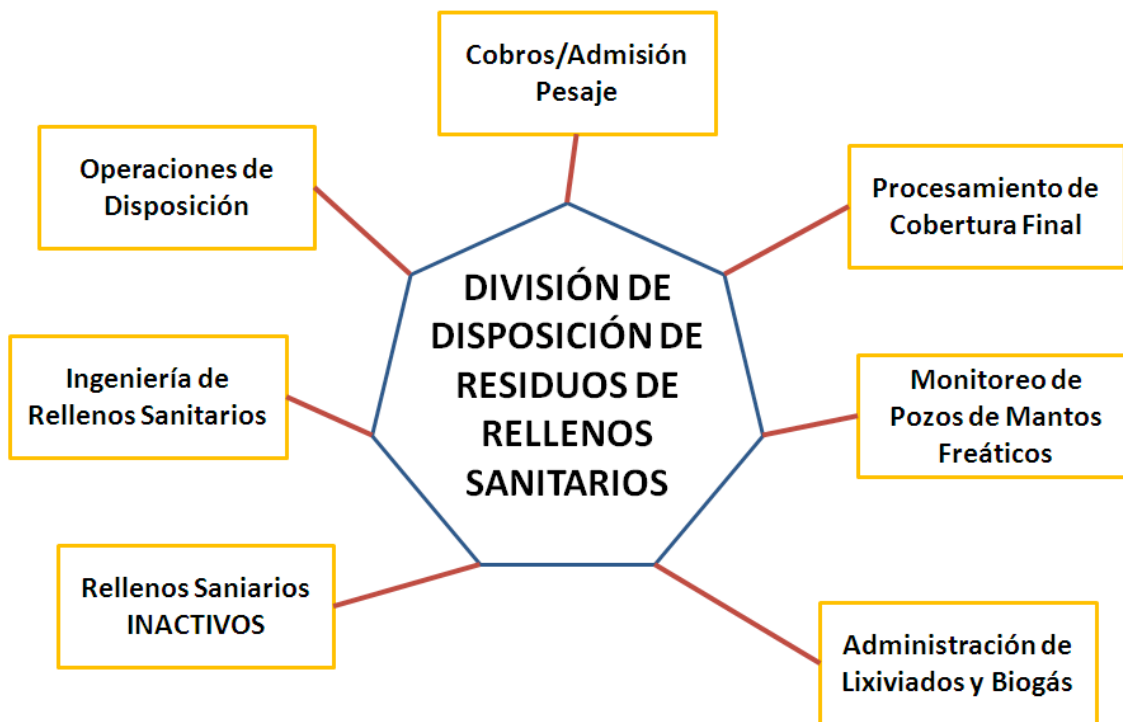 Cobros/Admisión
Pesaje
Operaciones de
Disposición
Procesamiento de
Cobertura Final
DIVISIÓN DE
DISPOSICIÓN DE
RESIDUOS DE
RELLENOS
SANITARIOS
Ingeniería de
Rellenos Sanitarios
Monitoreo de
Pozos de Mantos
Freáticos
Rellenos Saniarios
INACTIVOS
Administración de
Lixiviados y Biogás